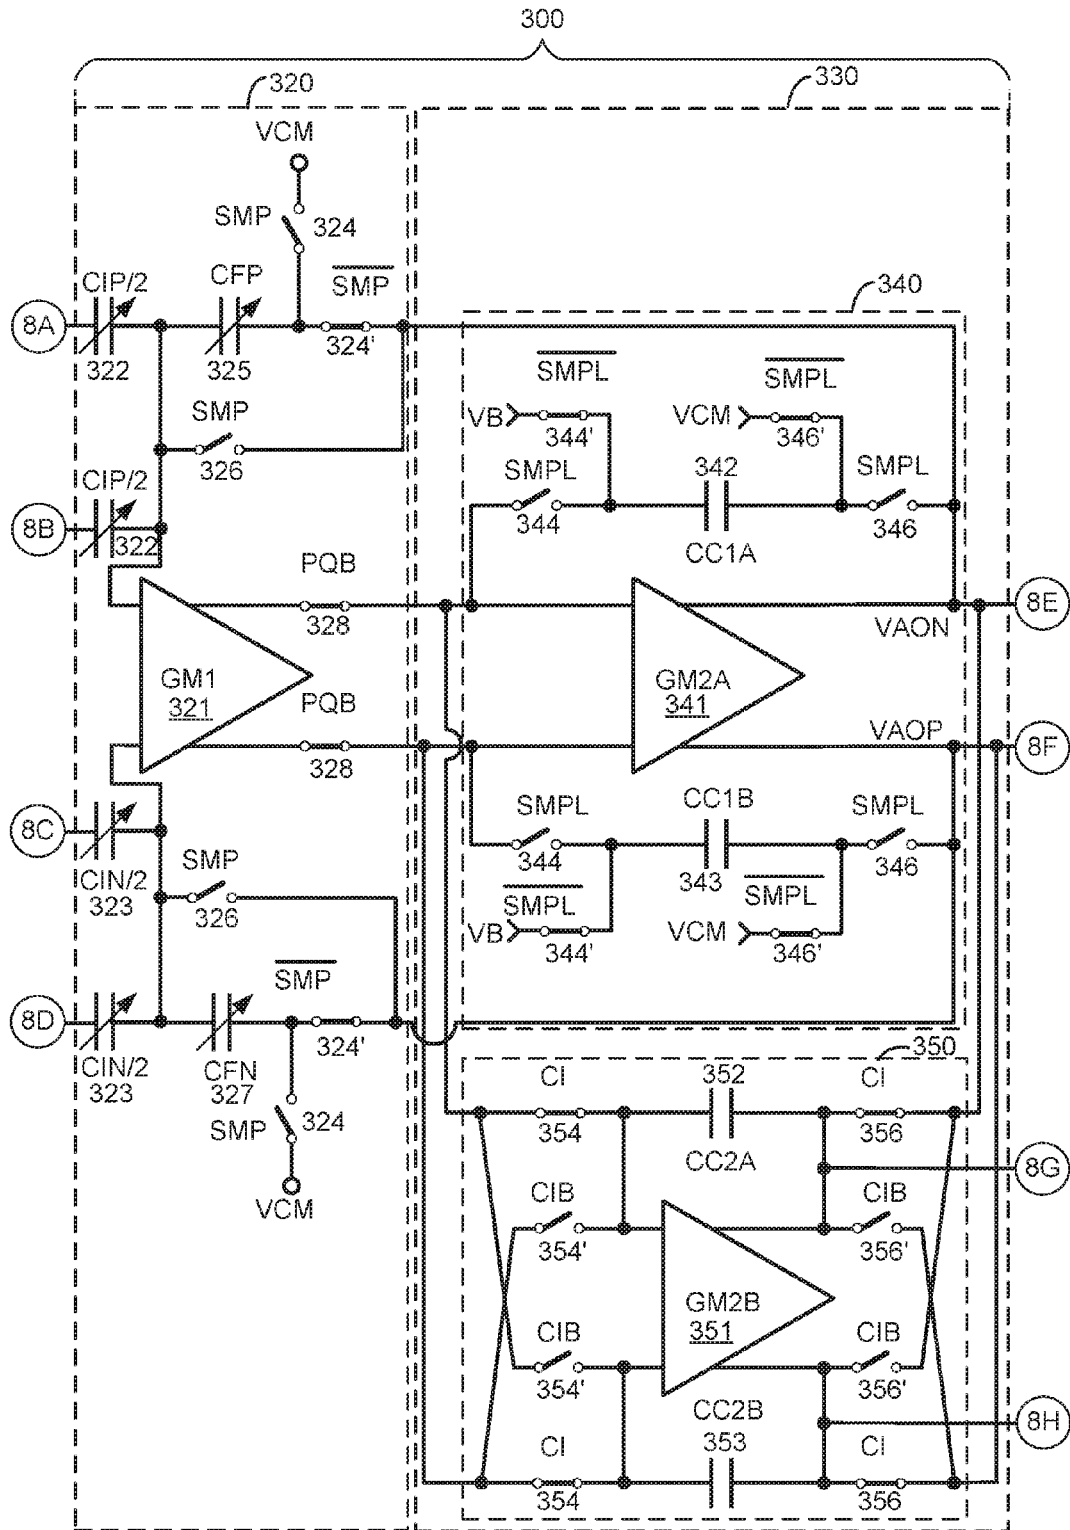 300
320
330
VCM
SMP
324
CIP/2
CFP
SMP
340
8A
322
325
324'
SMPL
SMPL
SMP
VB
344'
VCM
346'
326
SMPL
342
SMPL
CIP/2
344
346
8B
322
CC1A
PQB
328
8E
VAON
GM1
321
GM2A
341
PQB
VAOP
328
8F
SMPL
CC1B
SMPL
8C
SMP
344
343
346
CIN/2
323
SMPL
SMPL
326
VB
344'
VCM
346'
SMP
8D
324'
350
CIN/2
323
CFN
327
CI
352
CI
SMP
324
354
356
CC2A
8G
VCM
CIB
CIB
354'
356'
GM2B
351
CIB
CIB
354'
356'
CC2B
8H
CI
353
CI
354
356